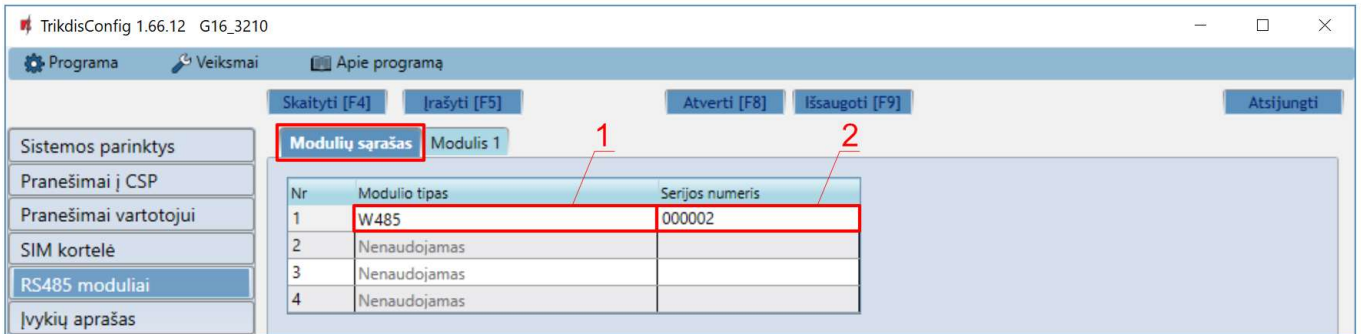 TrikdisConfig 1.66.12 G16_3210
Programa Veiksmai Apie programą
Skaityti [F4] Įrašyti [F5] Atverti [F8] Išsaugoti [F9] Atsijungti
Sistemos parinktys
Pranešimai į CSP
Pranešimai vartotojui
SIM kortelė
RS485 moduliai
Įvykių aprašas
Modulių sąrašas Modulis 1
1 2
Nr Modulio tipas Serijos numeris
1 W485 000002
2 Nenaudojamas
3 Nenaudojamas
4 Nenaudojamas